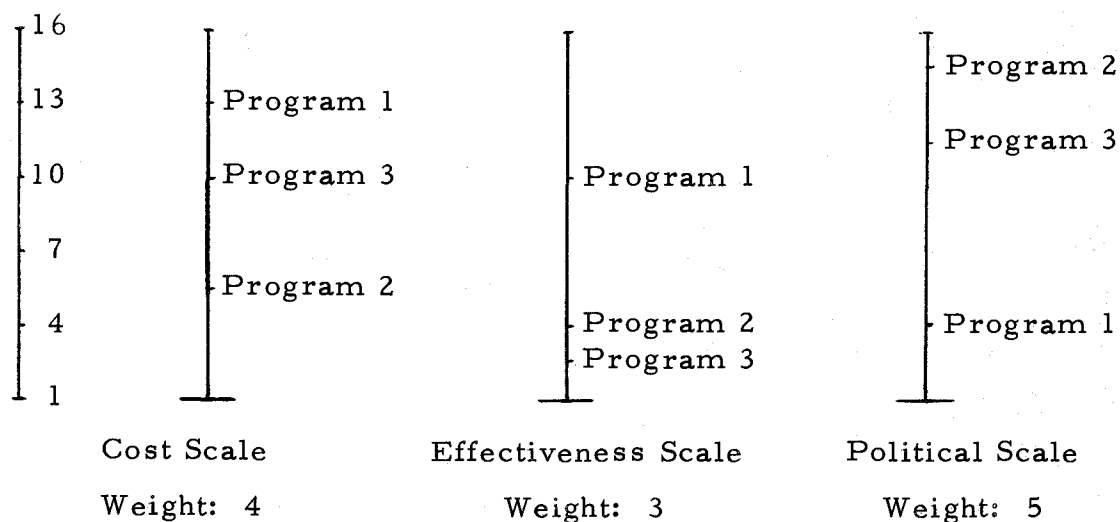 16
13
10
7
4
1
Program 1
Program 3
Program 2
Cost Scale
Weight: 4
Program 1
Program 2
Program 3
Effectiveness Scale
Weight: 3
Program 2
Program 3
Program 1
Political Scale
Weight: 5